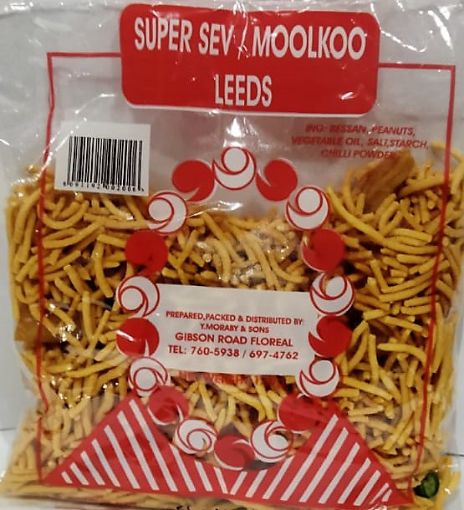 SUPER SEV / MOOLKOO
LEEDS
ING: BESSAN, PEANUTS,
VEGETABLE OIL, SALT,STARCH,
CHILLI POWDER
PREPARED,PACKED & DISTRIBUTED BY:
Y.MORABY & SONS
GIBSON ROAD FLOREAL
TEL: 760-5938 / 697-4762